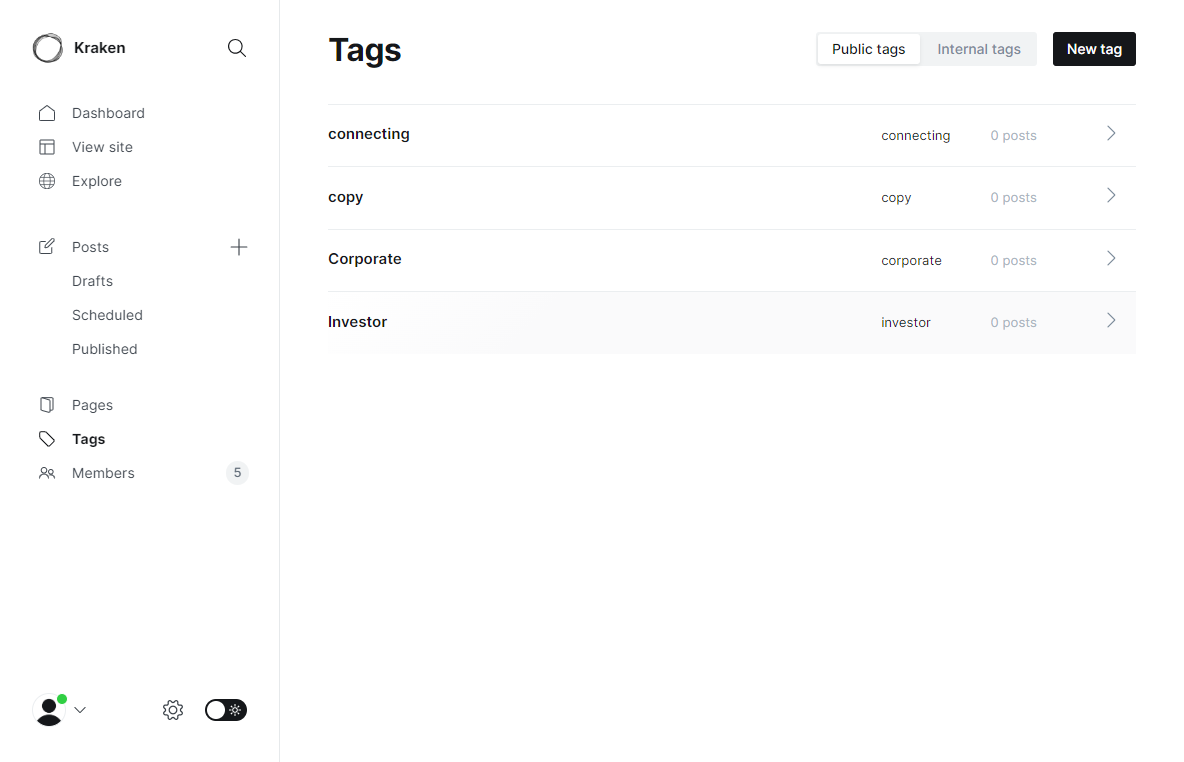 Kraken
Dashboard
View site
Explore
Posts
Drafts
Scheduled
Published
Pages
Tags
Members 5
Tags
Public tags Internal tags New tag
connecting connecting 0 posts
copy copy 0 posts
Corporate corporate 0 posts
Investor investor 0 posts